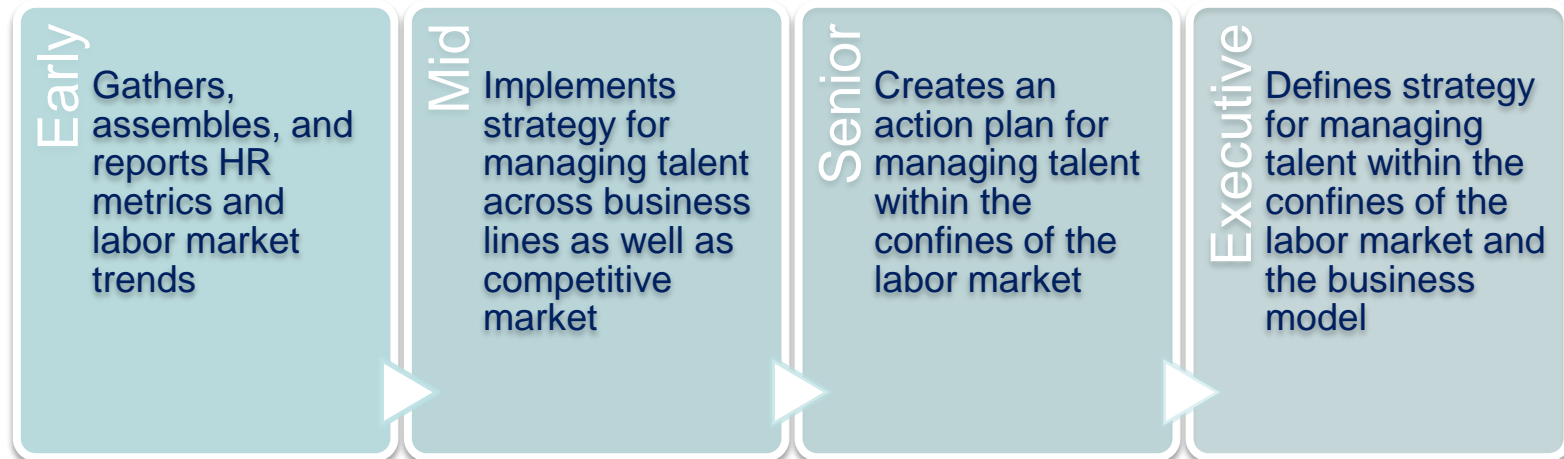 Early
Gathers,
assembles, and
reports HR
metrics and
labor market
trends
Mid
Implements
strategy for
managing talent
across business
lines as well as
competitive
market
Senior
Creates an
action plan for
managing talent
within the
confines of the
labor market
Executive
Defines strategy
for managing
talent within the
confines of the
labor market and
the business
model